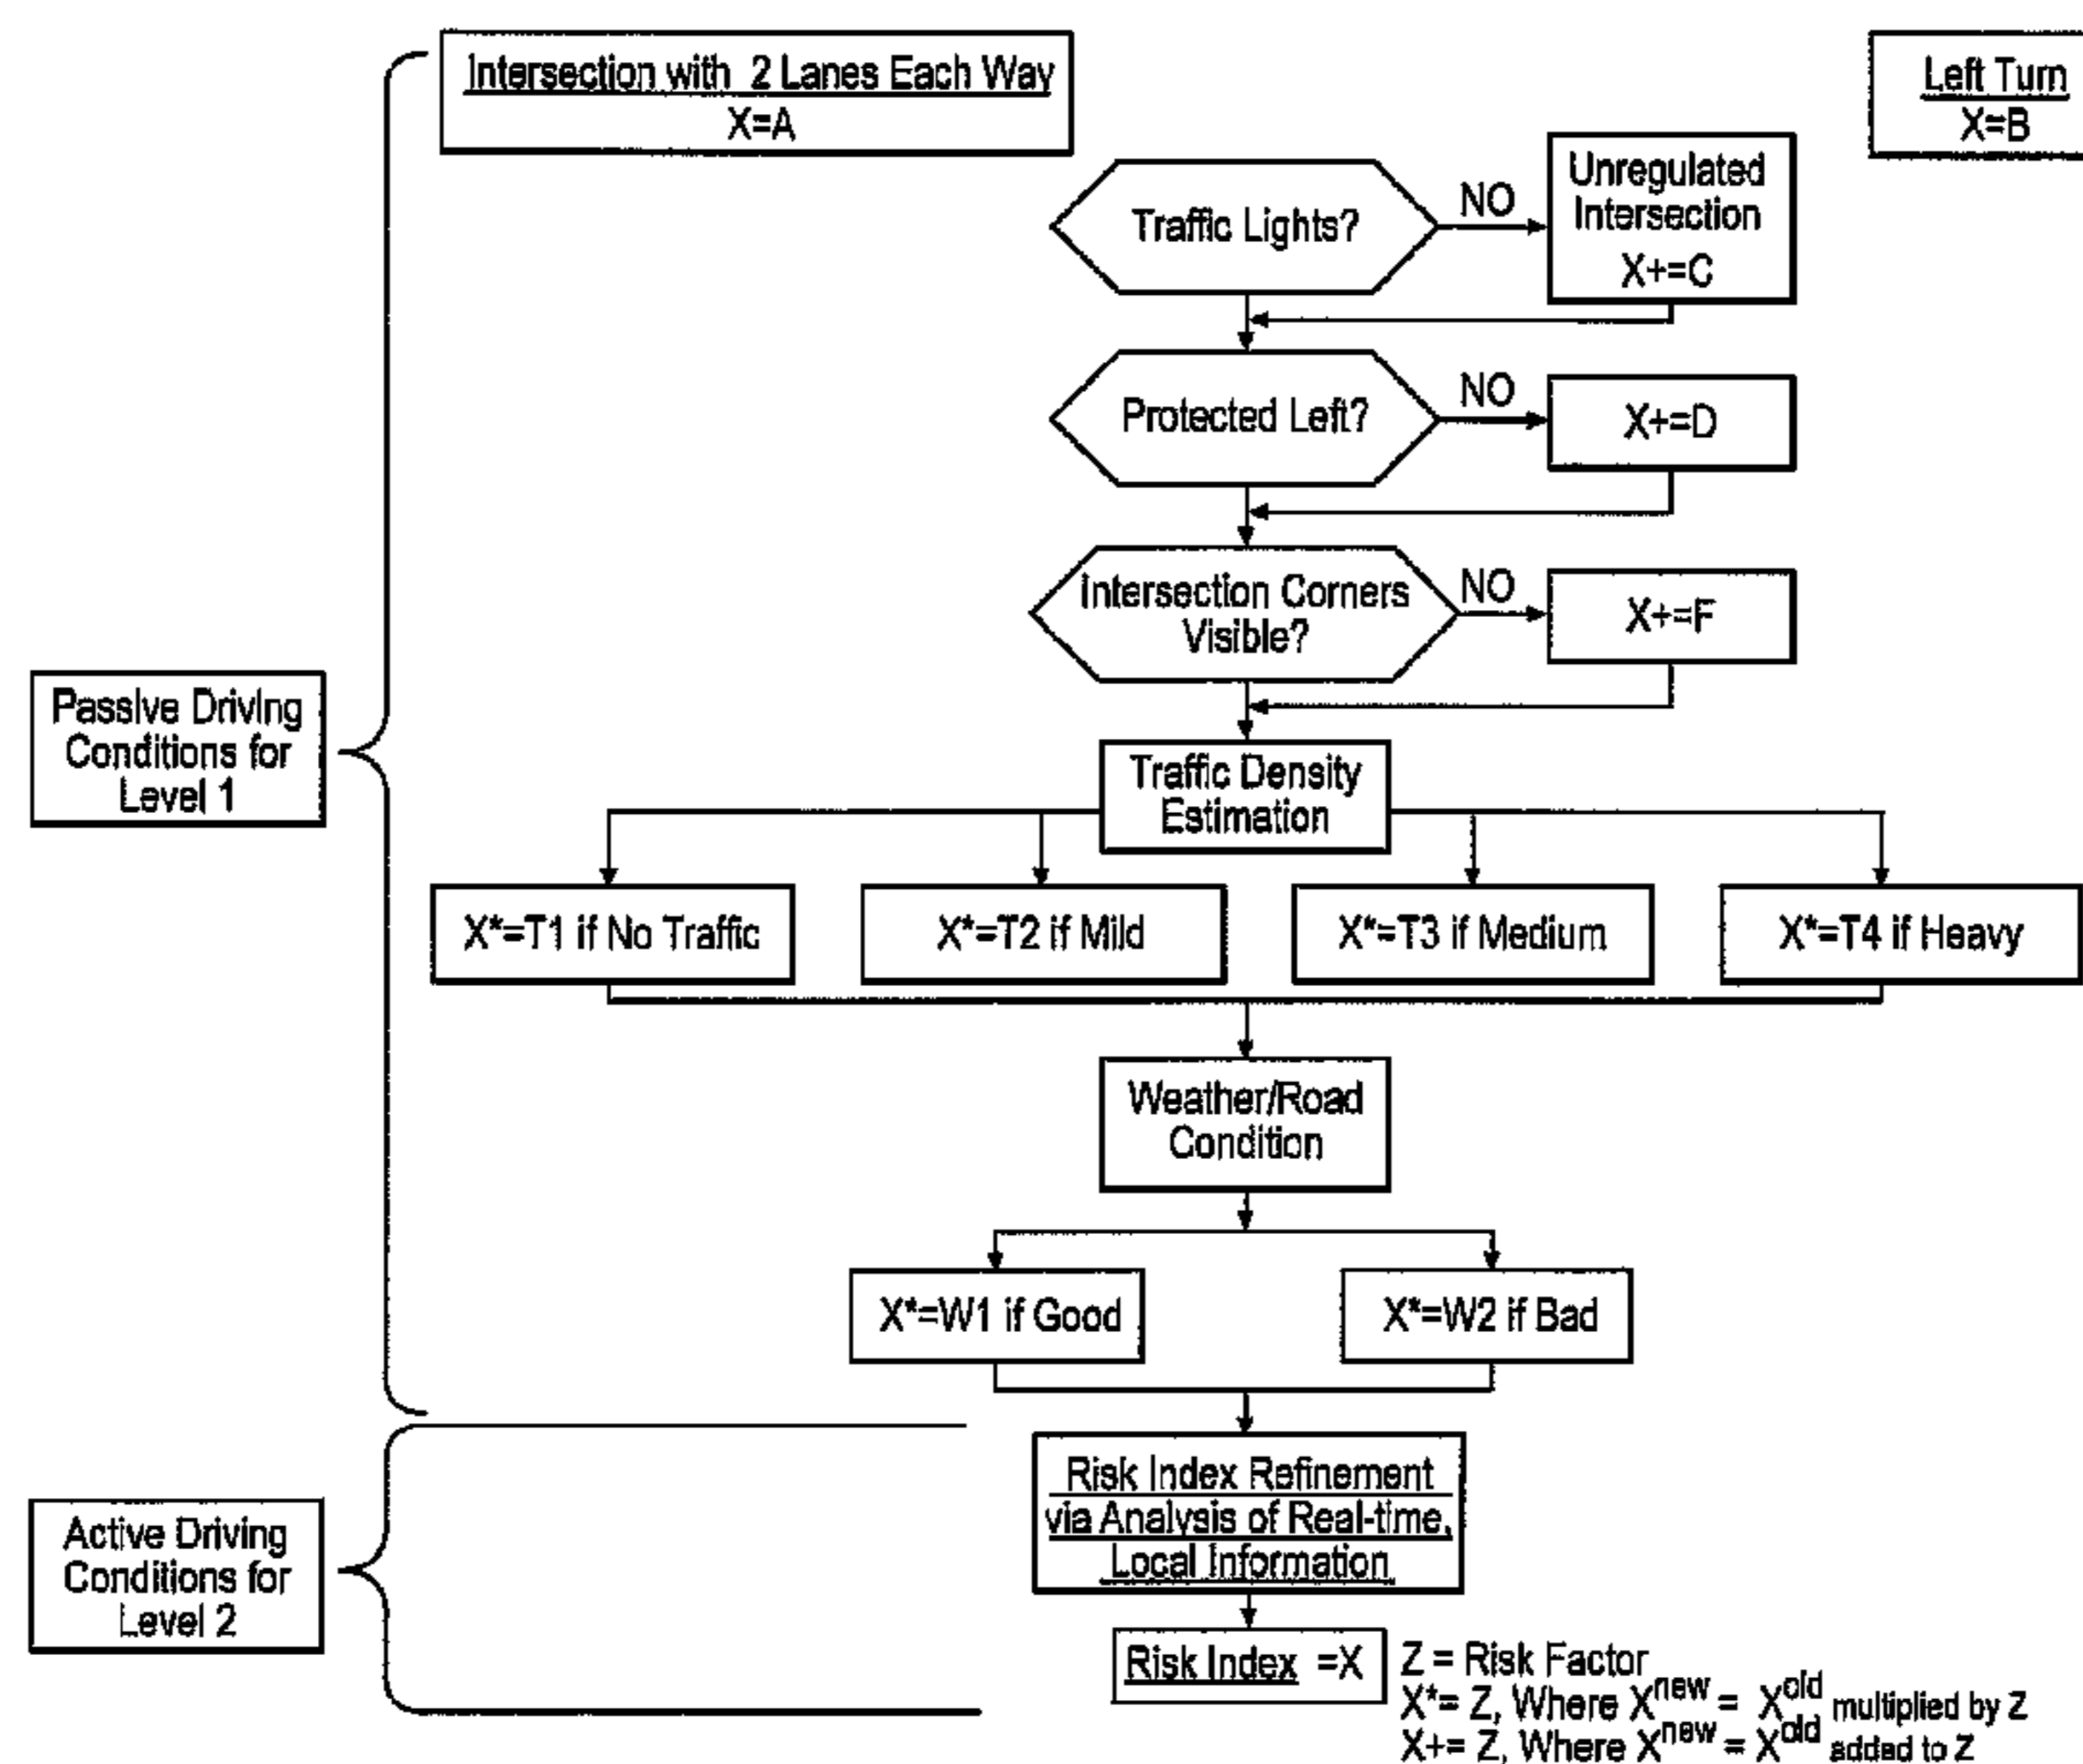 Intersection with 2 Lanes Each Way
X=A
Left Turn
X=B
Traffic Lights?
NO
Unregulated
Intersection
X+=C
Protected Left?
NO
X+=D
Intersection Corners
Visible?
NO
X+=F
Passive Driving
Conditions for
Level 1
Traffic Density
Estimation
X*=T1 if No Traffic
X*=T2 if Mild
X*=T3 if Medium
X*=T4 if Heavy
Weather/Road
Condition
X*=W1 if Good
X*=W2 if Bad
Active Driving
Conditions for
Level 2
Risk Index Refinement
via Analysis of Real-time,
Local Information
Risk Index =X
Z = Risk Factor
X*= Z, Where X^new = X^old multiplied by Z
X+= Z, Where X^new = X^old added to Z